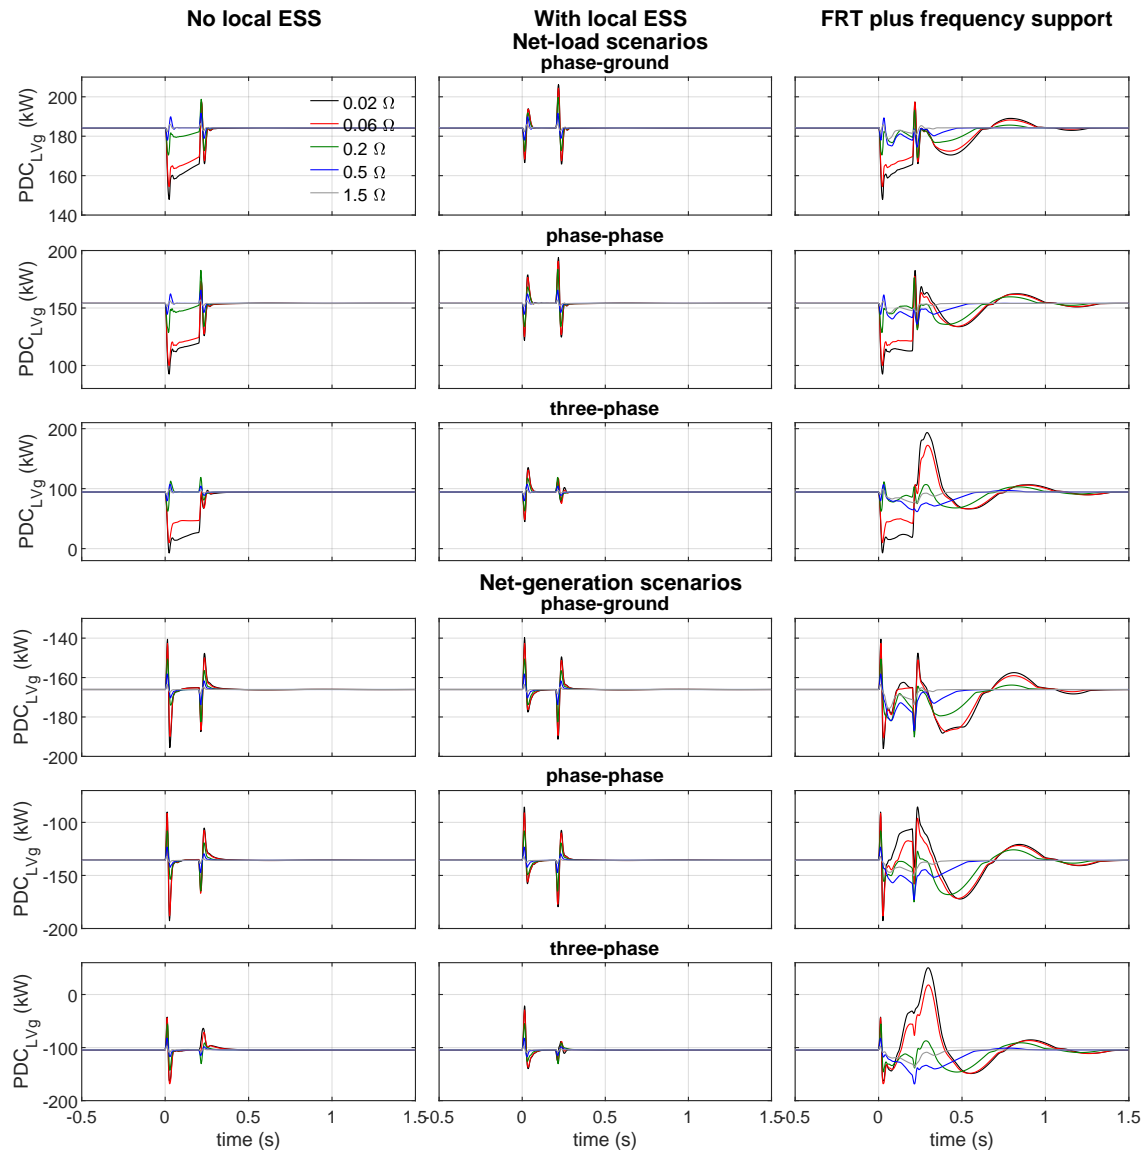 No local ESS
With local ESS
FRT plus frequency support
Net-load scenarios
phase-ground
PDC_LVg (kW)
200
180
160
140
0.02 Ω
0.06 Ω
0.2 Ω
0.5 Ω
1.5 Ω
phase-phase
PDC_LVg (kW)
200
150
100
three-phase
PDC_LVg (kW)
200
100
0
Net-generation scenarios
phase-ground
PDC_LVg (kW)
-140
-160
-180
-200
phase-phase
PDC_LVg (kW)
-100
-150
-200
three-phase
PDC_LVg (kW)
0
-100
-200
-0.5 0 0.5 1 1.5
-0.5 0 0.5 1 1.5
-0.5 0 0.5 1 1.5
time (s)
time (s)
time (s)